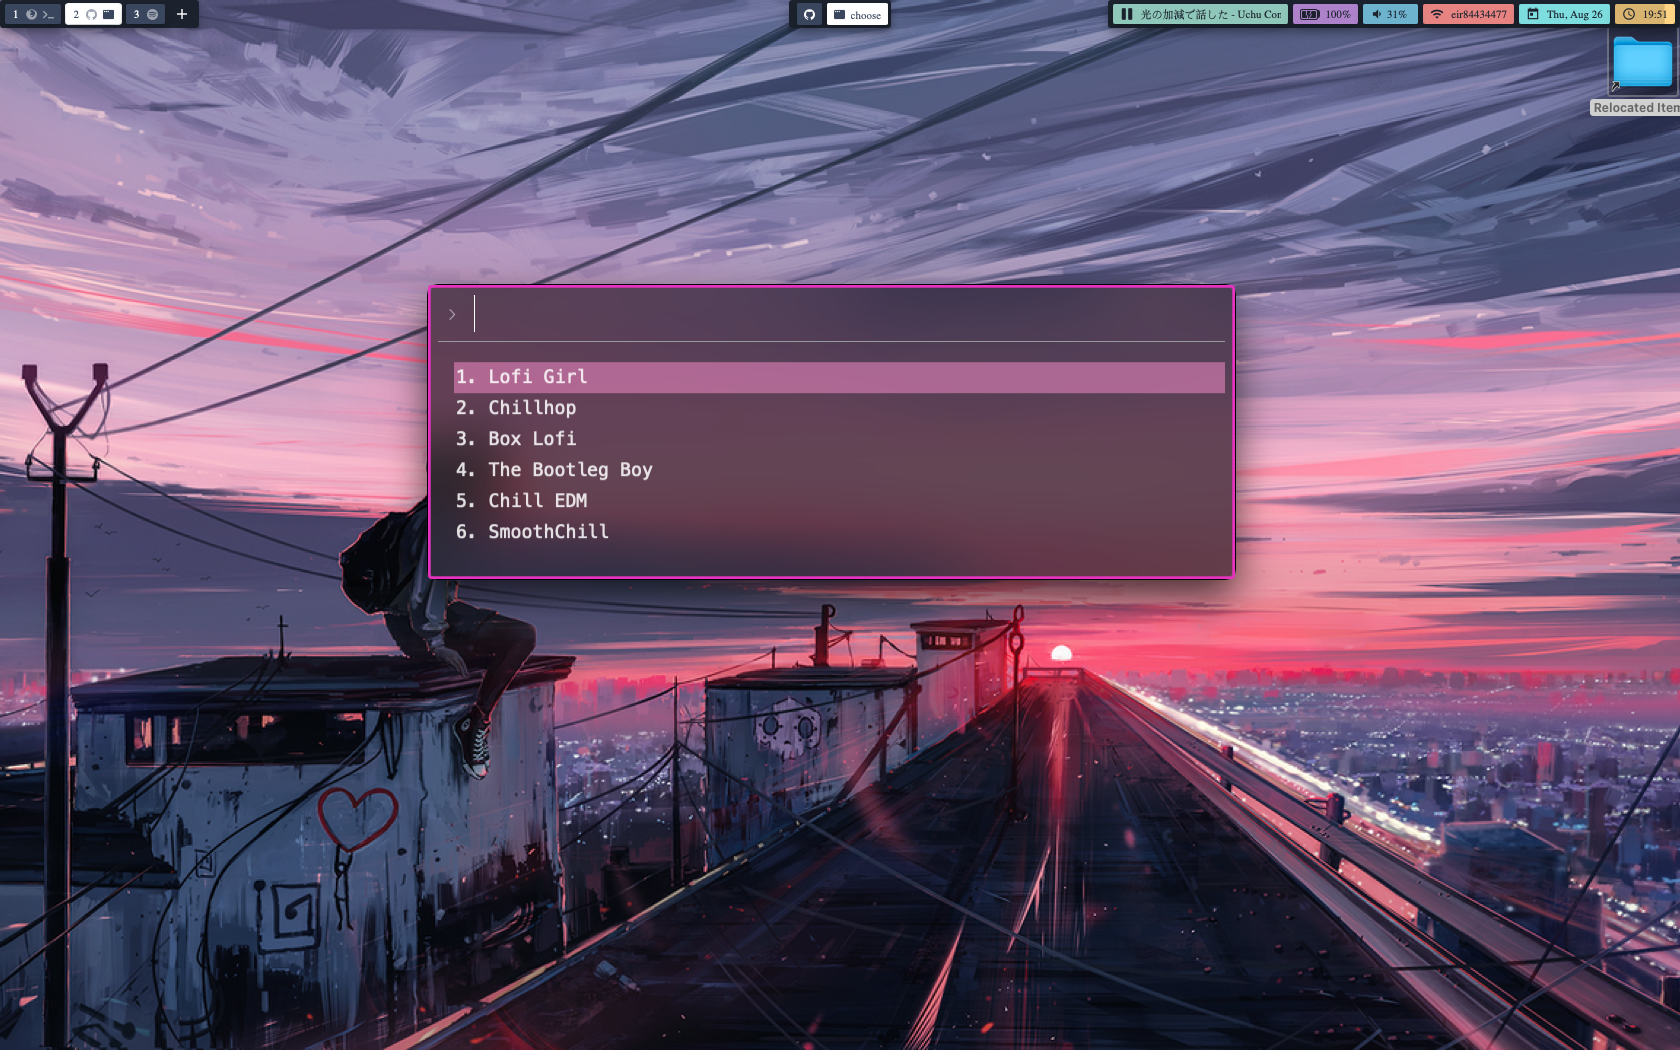 1 2 3 +
choose
光の加減で話した - Uchu Con
100%
31%
eir84434477
Thu, Aug 26
19:51
Relocated Item
1. Lofi Girl
2. Chillhop
3. Box Lofi
4. The Bootleg Boy
5. Chill EDM
6. SmoothChill